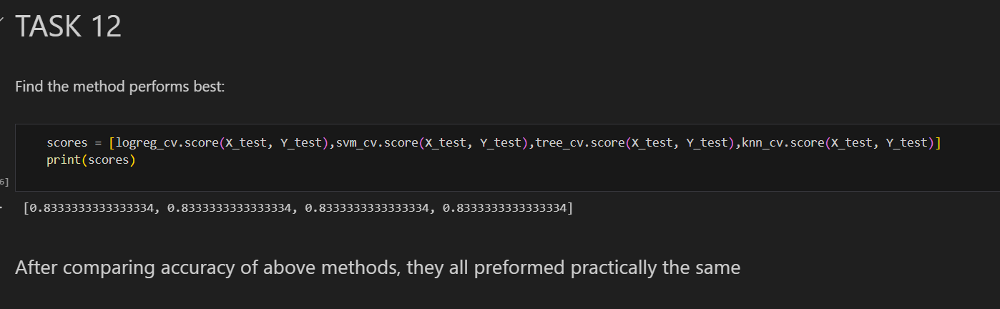 TASK 12
Find the method performs best:
scores = [logreg_cv.score(X_test, Y_test),svm_cv.score(X_test, Y_test),tree_cv.score(X_test, Y_test),knn_cv.score(X_test, Y_test)]
print(scores)
6]
[0.8333333333333334, 0.8333333333333334, 0.8333333333333334, 0.8333333333333334]
After comparing accuracy of above methods, they all preformed practically the same